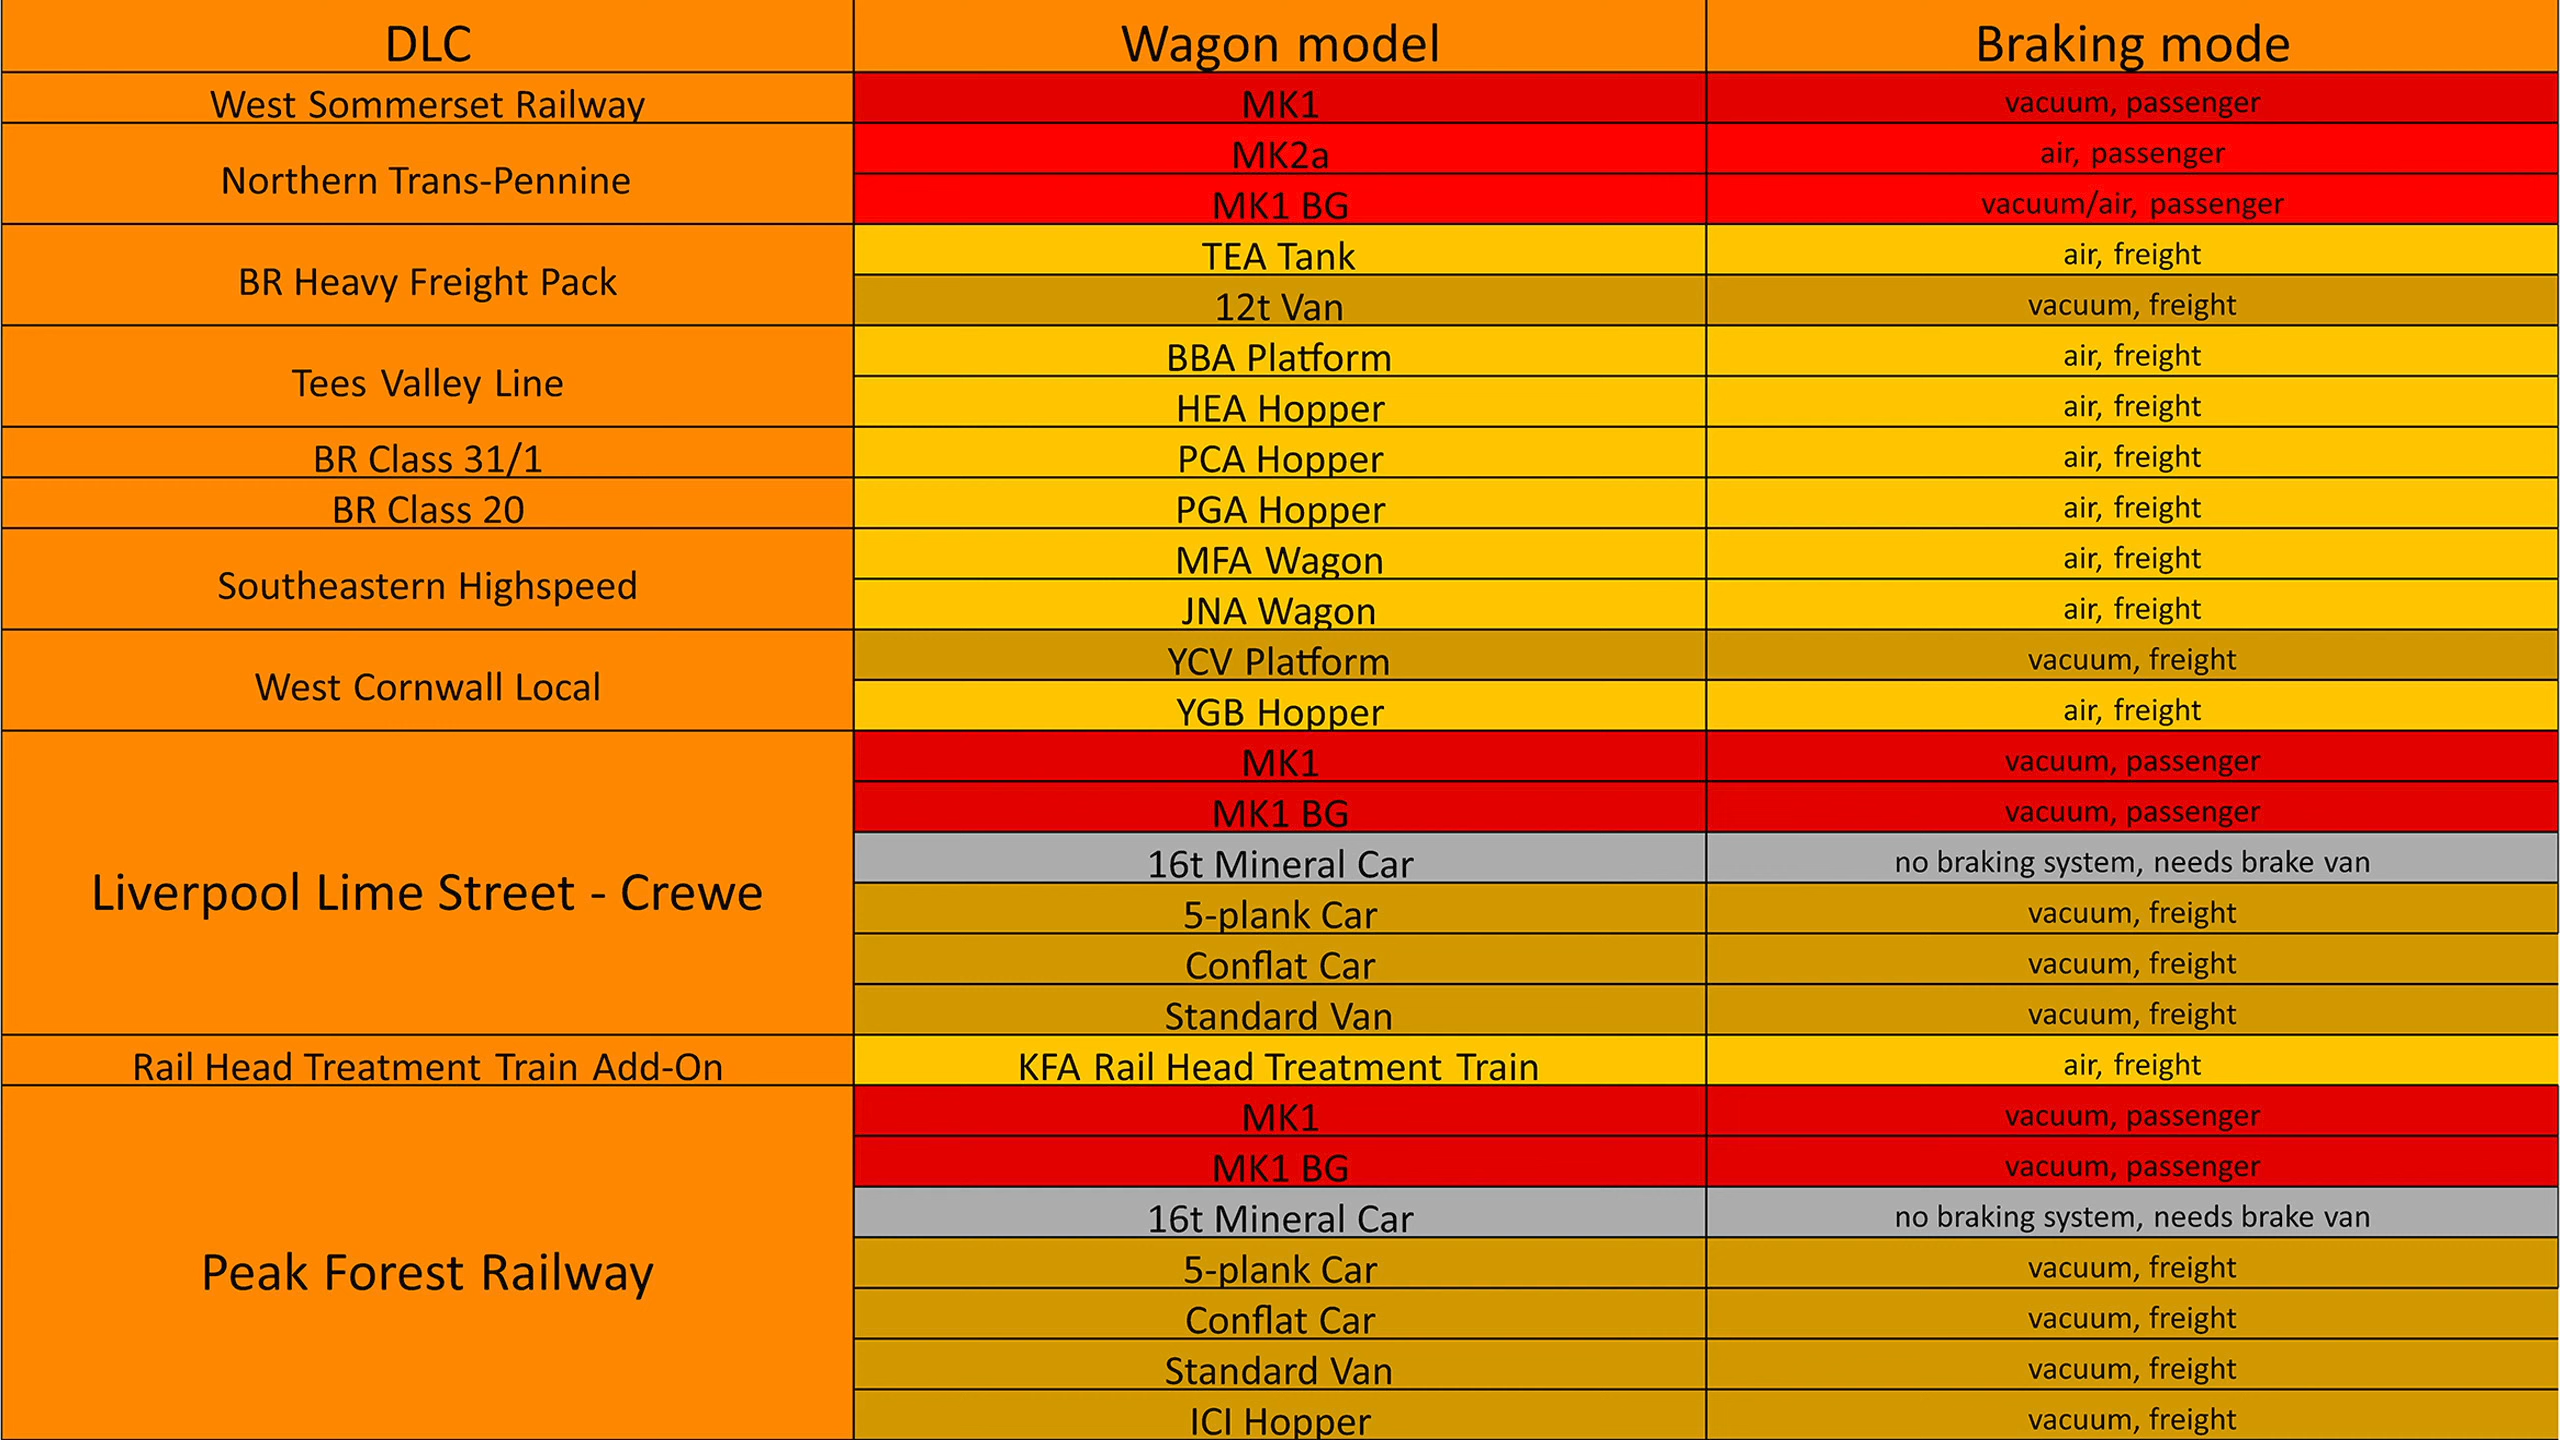 DLC Wagon model Braking mode
West Sommerset Railway MK1 vacuum, passenger
Northern Trans-Pennine MK2a air, passenger
MK1 BG vacuum/air, passenger
BR Heavy Freight Pack TEA Tank air, freight
12t Van vacuum, freight
Tees Valley Line BBA Platform air, freight
HEA Hopper air, freight
BR Class 31/1 PCA Hopper air, freight
BR Class 20 PGA Hopper air, freight
Southeastern Highspeed MFA Wagon air, freight
JNA Wagon air, freight
West Cornwall Local YCV Platform vacuum, freight
YGB Hopper air, freight
Liverpool Lime Street - Crewe MK1 vacuum, passenger
MK1 BG vacuum, passenger
16t Mineral Car no braking system, needs brake van
5-plank Car vacuum, freight
Conflat Car vacuum, freight
Standard Van vacuum, freight
Rail Head Treatment Train Add-On KFA Rail Head Treatment Train air, freight
Peak Forest Railway MK1 vacuum, passenger
MK1 BG vacuum, passenger
16t Mineral Car no braking system, needs brake van
5-plank Car vacuum, freight
Conflat Car vacuum, freight
Standard Van vacuum, freight
ICI Hopper vacuum, freight